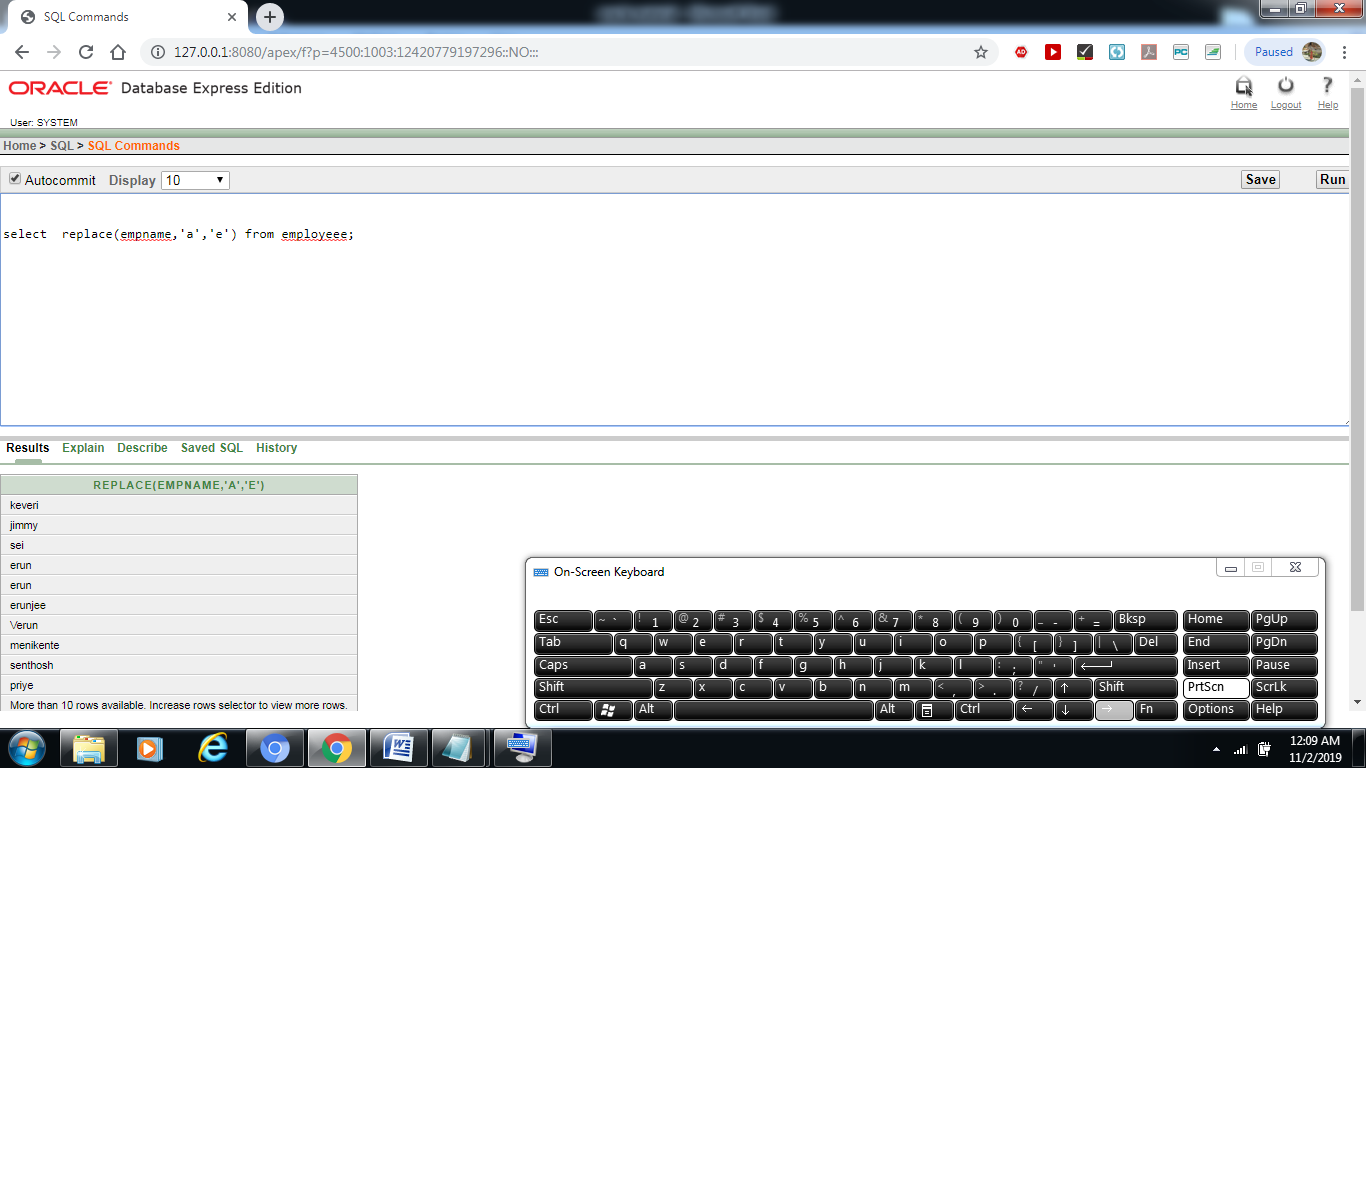 SQL Commands
127.0.0.1:8080/apex/f?p=4500:1003:12420779197296::NO:::
Paused
ORACLE Database Express Edition
Home Logout Help
User: SYSTEM
Home > SQL > SQL Commands
Autocommit Display 10 Save Run
select  replace(empname,'a','e') from employeee;
Results Explain Describe Saved SQL History
REPLACE(EMPNAME,'A','E')
keveri
jimmy
sei
erun
erun
erunjee
Verun
menikente
senthosh
priye
More than 10 rows available. Increase rows selector to view more rows.
On-Screen Keyboard
Esc ~ ` ! 1 @ 2 # 3 $ 4 % 5 ^ 6 & 7 * 8 ( 9 ) 0 _ - + = Bksp Home PgUp
Tab q w e r t y u i o p { [ } ] | \ Del End PgDn
Caps a s d f g h j k l : ; " ' Insert Pause
Shift z x c v b n m < , > . ? / ↑ Shift PrtScn ScrLk
Ctrl Alt Alt Ctrl ← ↓ → Fn Options Help
12:09 AM
11/2/2019